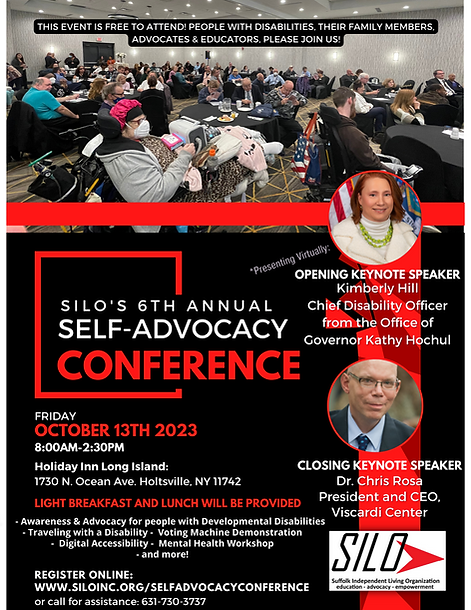 THIS EVENT IS FREE TO ATTEND! PEOPLE WITH DISABILITIES, THEIR FAMILY MEMBERS,
ADVOCATES & EDUCATORS, PLEASE JOIN US!
*Presenting Virtually:
OPENING KEYNOTE SPEAKER
Kimberly Hill
Chief Disability Officer
from the Office of
Governor Kathy Hochul
SILO'S 6TH ANNUAL
SELF-ADVOCACY
CONFERENCE
FRIDAY
OCTOBER 13TH 2023
8:00AM-2:30PM
Holiday Inn Long Island:
1730 N. Ocean Ave. Holtsville, NY 11742
CLOSING KEYNOTE SPEAKER
Dr. Chris Rosa
President and CEO,
Viscardi Center
LIGHT BREAKFAST AND LUNCH WILL BE PROVIDED
- Awareness & Advocacy for people with Developmental Disabilities
- Traveling with a Disability - Voting Machine Demonstration
- Digital Accessibility - Mental Health Workshop
- and more!
REGISTER ONLINE:
WWW.SILOINC.ORG/SELFADVOCACYCONFERENCE
or call for assistance: 631-730-3737
SILO
Suffolk Independent Living Organization
education - advocacy - empowerment